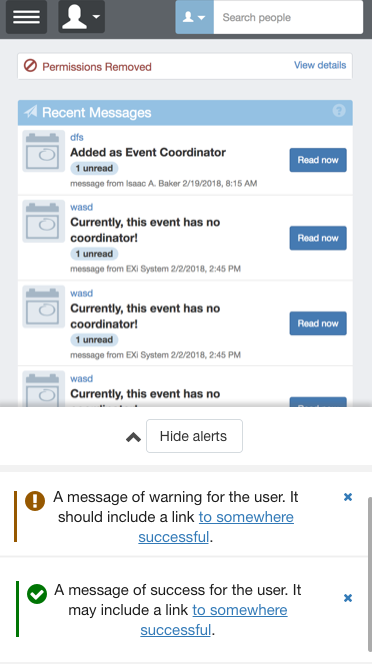 Search people
Permissions Removed
View details
Recent Messages
?
dfs
Added as Event Coordinator
1 unread
message from Isaac A. Baker 2/19/2018, 8:15 AM
Read now
wasd
Currently, this event has no
coordinator!
1 unread
message from EXi System 2/2/2018, 2:45 PM
Read now
wasd
Currently, this event has no
coordinator!
1 unread
message from EXi System 2/2/2018, 2:45 PM
Read now
wasd
Currently, this event has no
Hide alerts
A message of warning for the user. It
should include a link to somewhere
successful.
A message of success for the user. It
may include a link to somewhere
successful.